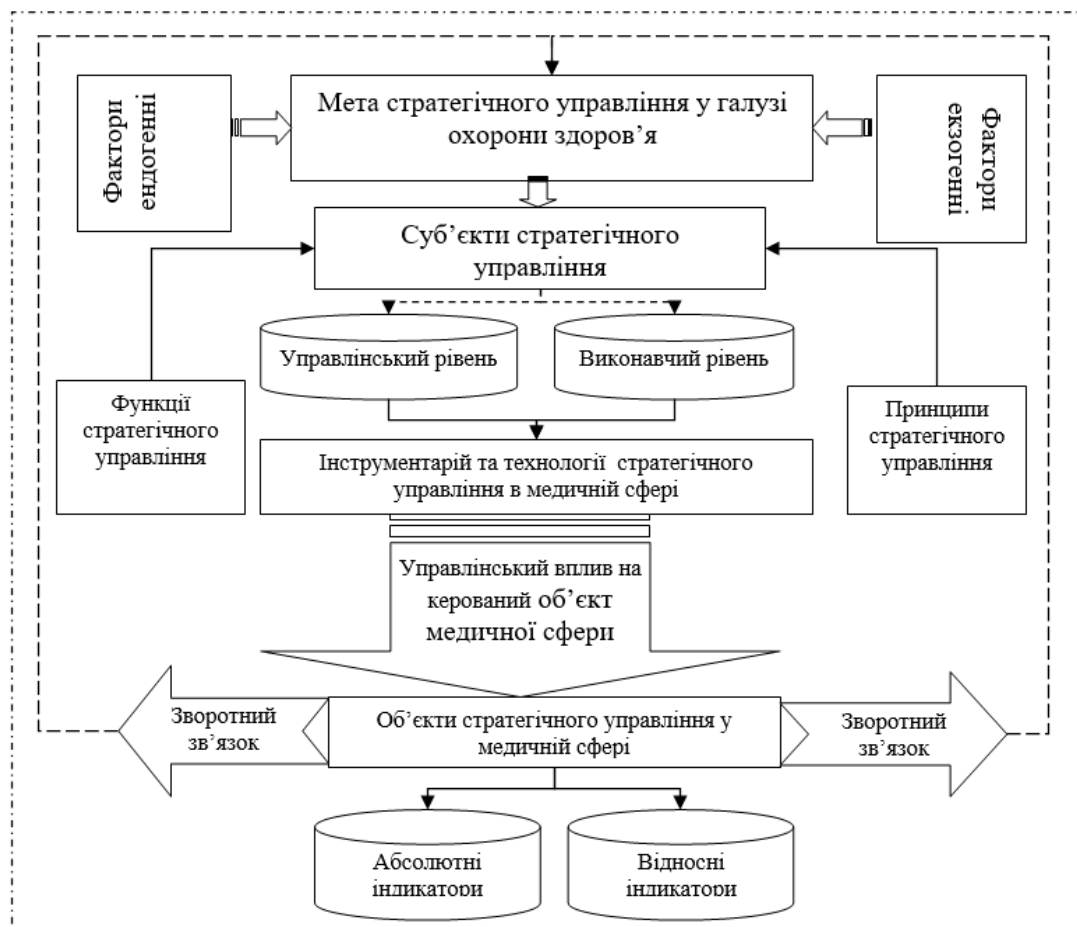 Фактори
ендогенні
Мета стратегічного управління у галузі
охорони здоров’я
Фактори
екзогенні
Суб’єкти стратегічного
управління
Управлінський рівень
Виконавчий рівень
Функції
стратегічного
управління
Принципи
стратегічного
управління
Інструментарій та технології стратегічного
управління в медичній сфері
Управлінський вплив на
керований об’єкт
медичної сфери
Зворотний
зв’язок
Об’єкти стратегічного управління у
медичній сфері
Зворотний
зв’язок
Абсолютні
індикатори
Відносні
індикатори